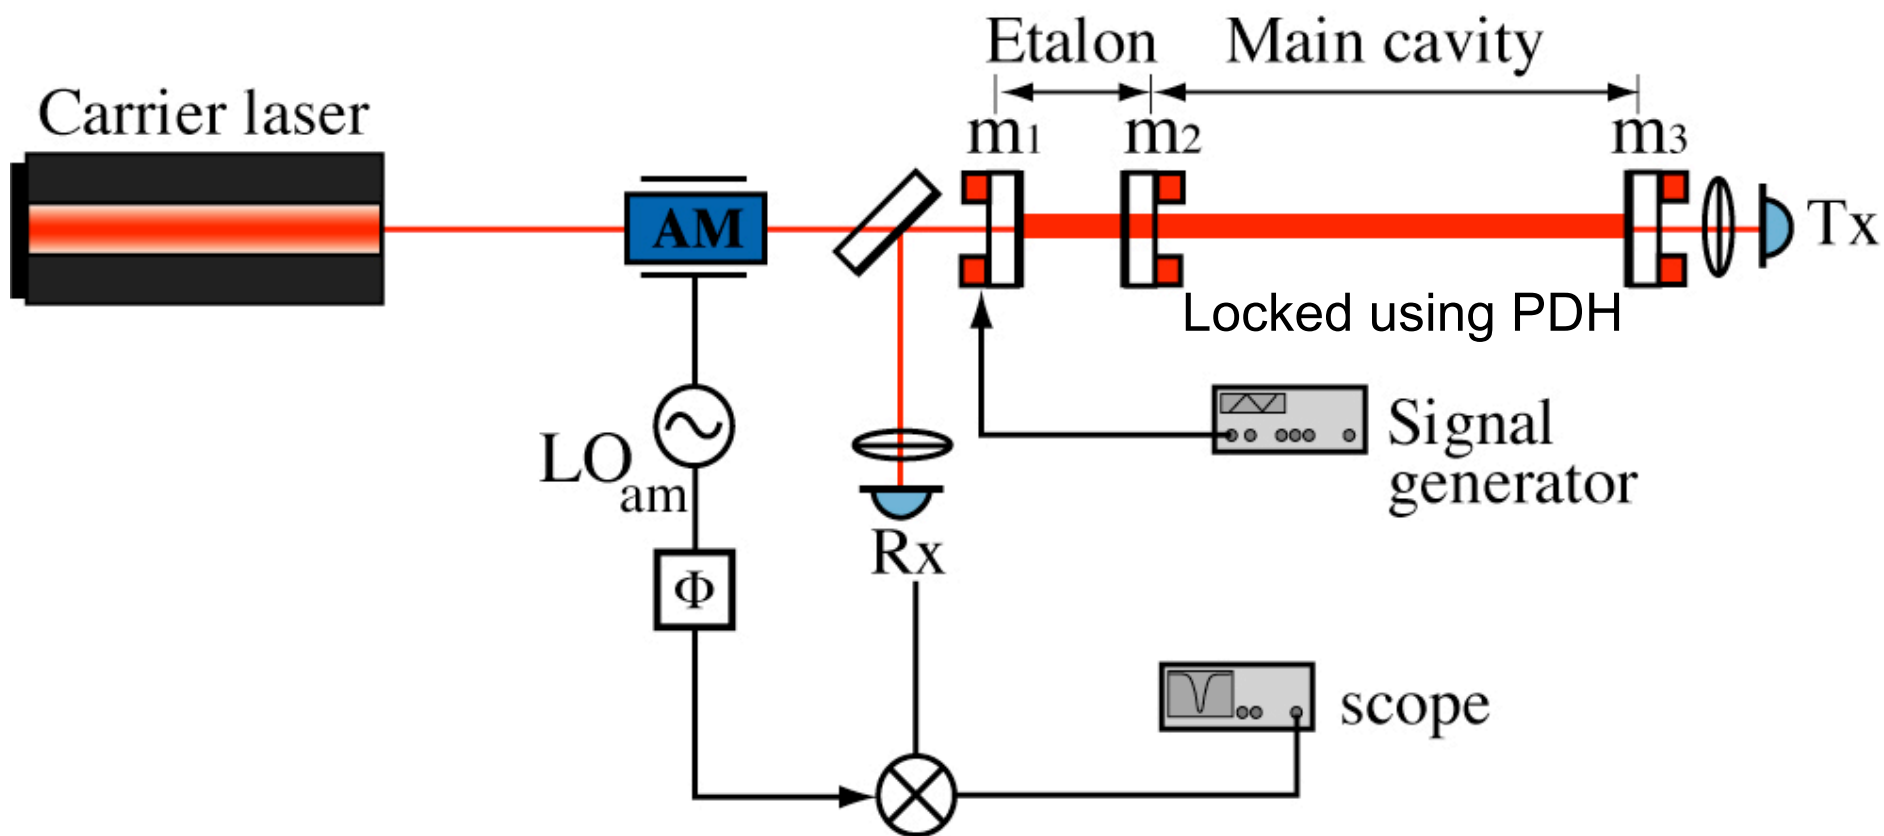 Etalon
Main cavity
Carrier laser
m1
m2
m3
AM
Tx
Locked using PDH
LOam
Signal
generator
Rx
Φ
scope